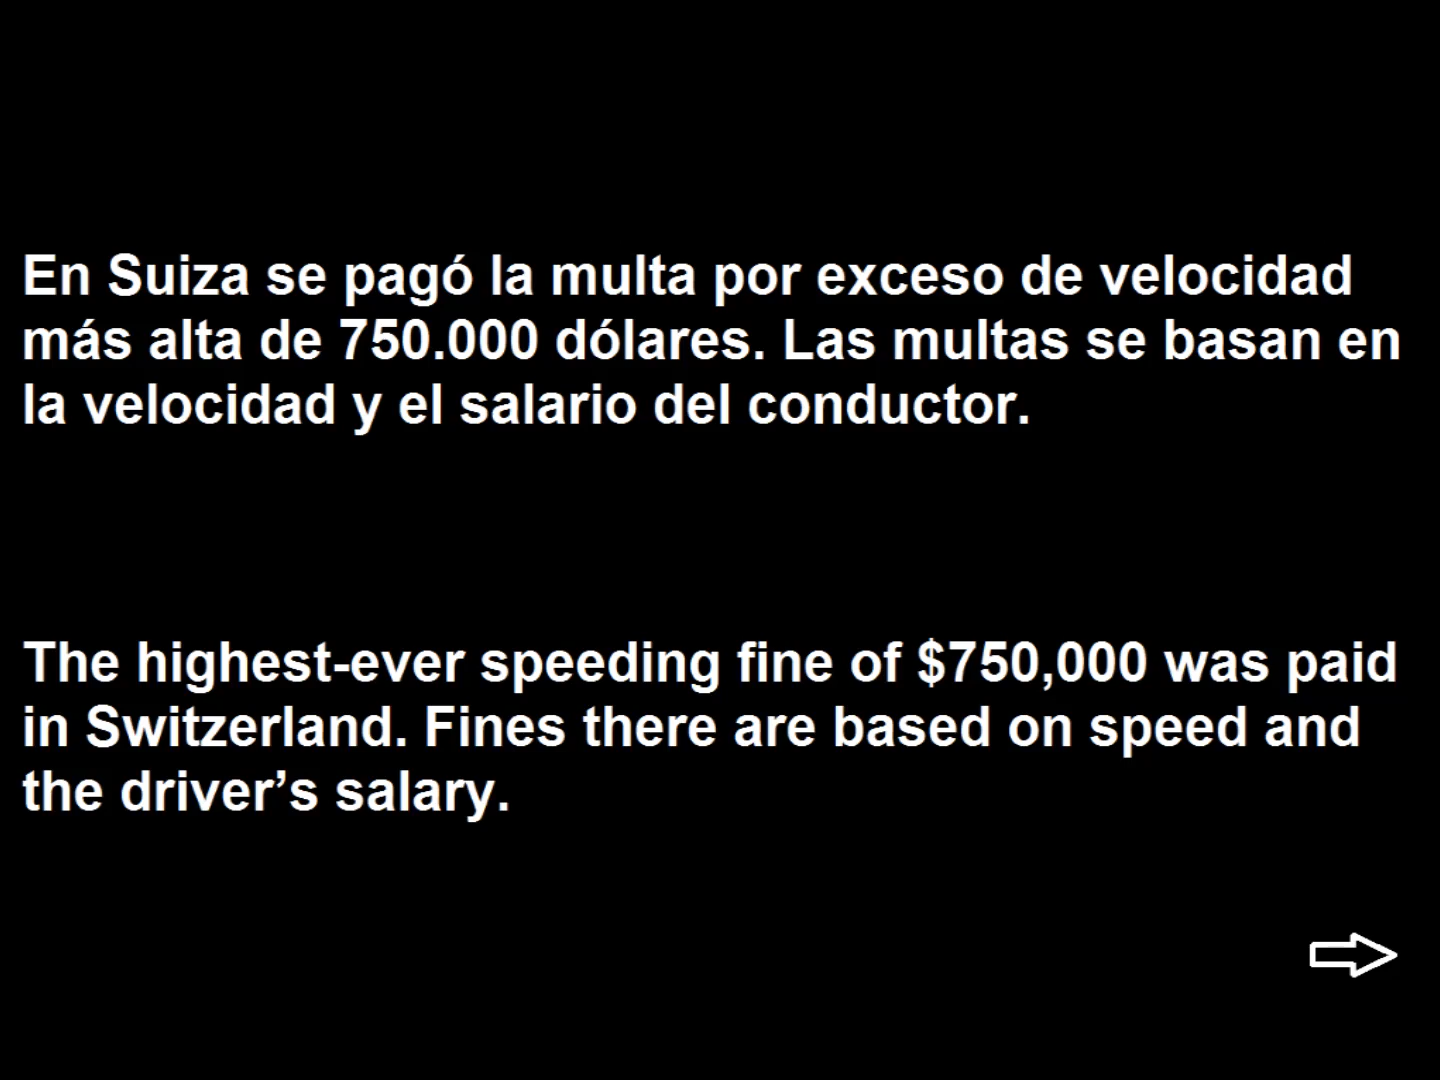 En Suiza se pagó la multa por exceso de velocidad
más alta de 750.000 dólares. Las multas se basan en
la velocidad y el salario del conductor.
The highest-ever speeding fine of $750,000 was paid
in Switzerland. Fines there are based on speed and
the driver’s salary.